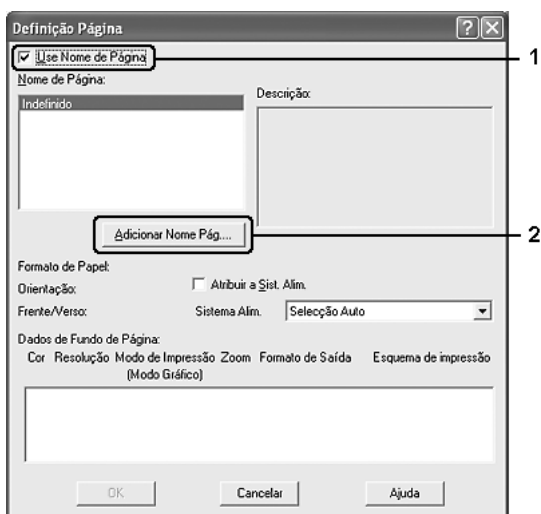 Definição Página
Use Nome de Página
1
Nome de Página:
Descrição:
Indefinido
Adicionar Nome Pág....
2
Formato de Papel:
Orientação:
Atribuir a Sist. Alim.
Frente/Verso:
Sistema Alim.
Selecção Auto
Dados de Fundo de Página:
Cor Resolução Modo de Impressão Zoom Formato de Saída Esquema de impressão
(Modo Gráfico)
OK
Cancelar
Ajuda